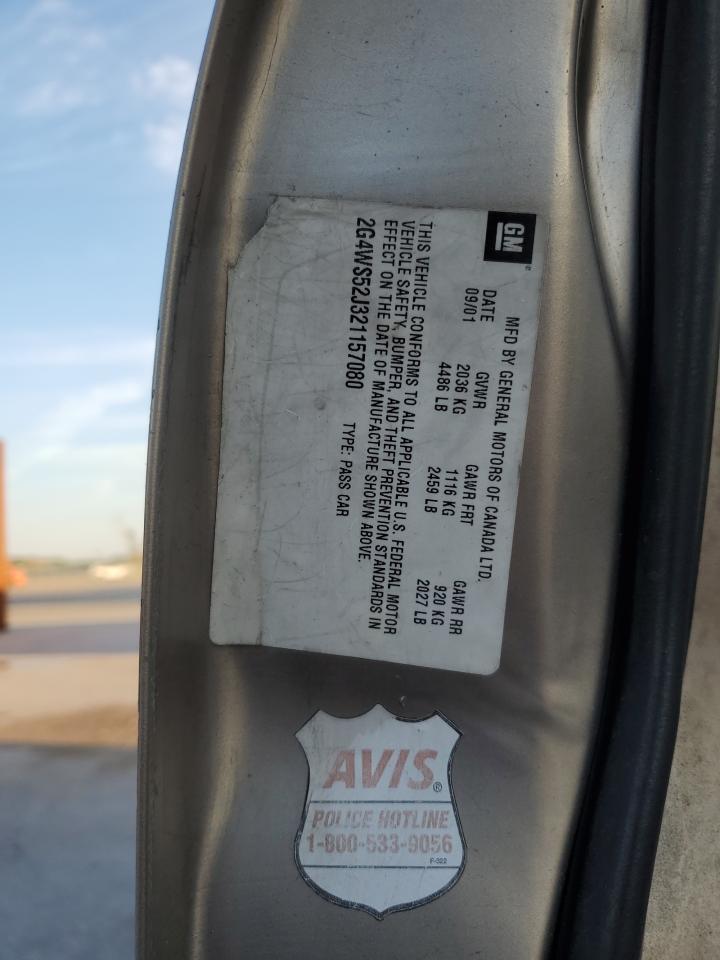 GM®
MFD BY GENERAL MOTORS OF CANADA LTD.
DATE GVWR GAWR FRT GAWR RR
09/01 2036 KG 1116 KG 920 KG
4486 LB 2459 LB 2027 LB
THIS VEHICLE CONFORMS TO ALL APPLICABLE U.S. FEDERAL MOTOR
VEHICLE SAFETY, BUMPER, AND THEFT PREVENTION STANDARDS IN
EFFECT ON THE DATE OF MANUFACTURE SHOWN ABOVE.
2G4WS52J321157080 TYPE: PASS CAR
AVIS®
POLICE HOTLINE
1-800-533-9056
F-322